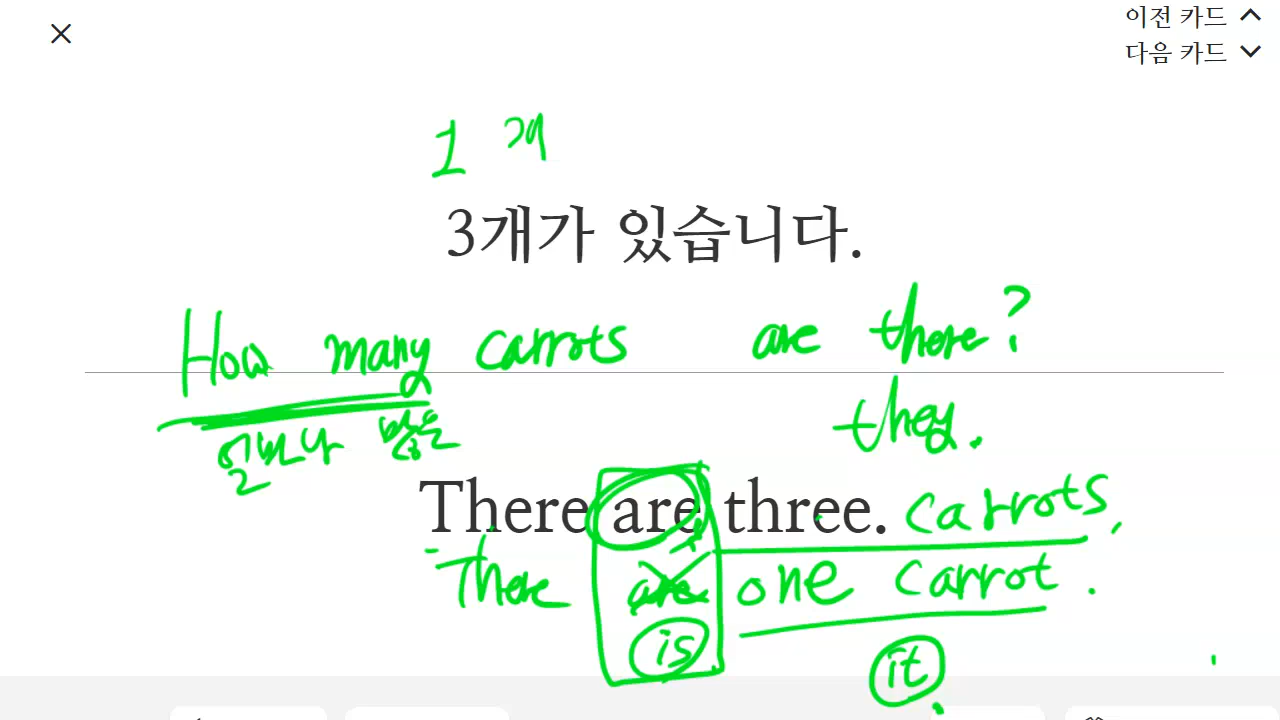 이전 카드
다음 카드
1 개
3개가 있습니다.
How many carrots are there?
they.
얼마나 많은
There are three. carrots,
There are one carrot.
is
it